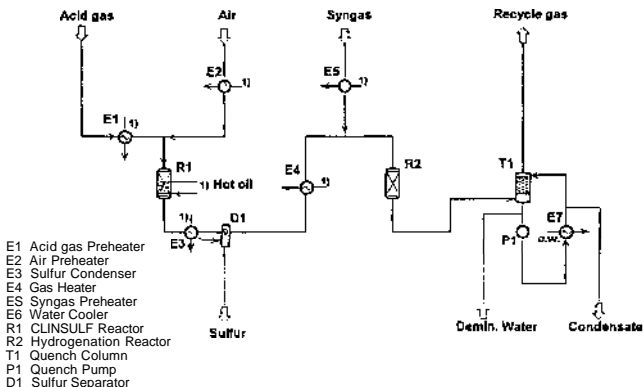 Acid gas
Air
Syngas
Recycle gas
E2
1)
E5
1)
E1
1)
R1
1) Hot oil
E4
1)
R2
T1
1)
E3
D1
P1
E7
c.w.
Sulfur
Demin. Water
Condensate
E1 Acid gas Preheater
E2 Air Preheater
E3 Sulfur Condenser
E4 Gas Heater
ES Syngas Preheater
E6 Water Cooler
R1 CLINSULF Reactor
R2 Hydrogenation Reactor
T1 Quench Column
P1 Quench Pump
D1 Sulfur Separator